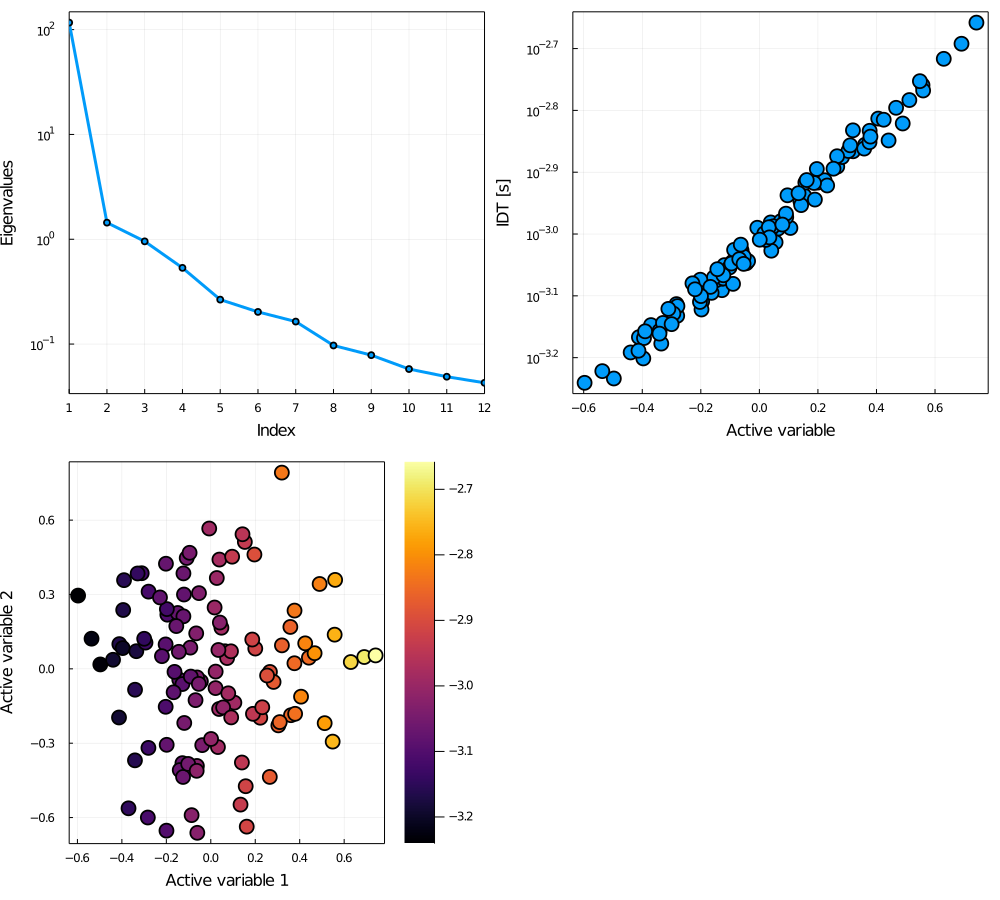 10^2
10^1
10^0
10^−1
Eigenvalues
1 2 3 4 5 6 7 8 9 10 11 12
Index
10^−2.7
10^−2.8
10^−2.9
10^−3.0
10^−3.1
10^−3.2
IDT [s]
−0.6 −0.4 −0.2 0.0 0.2 0.4 0.6
Active variable
0.6
0.3
0.0
−0.3
−0.6
Active variable 2
−0.6 −0.4 −0.2 0.0 0.2 0.4 0.6
Active variable 1
−2.7
−2.8
−2.9
−3.0
−3.1
−3.2